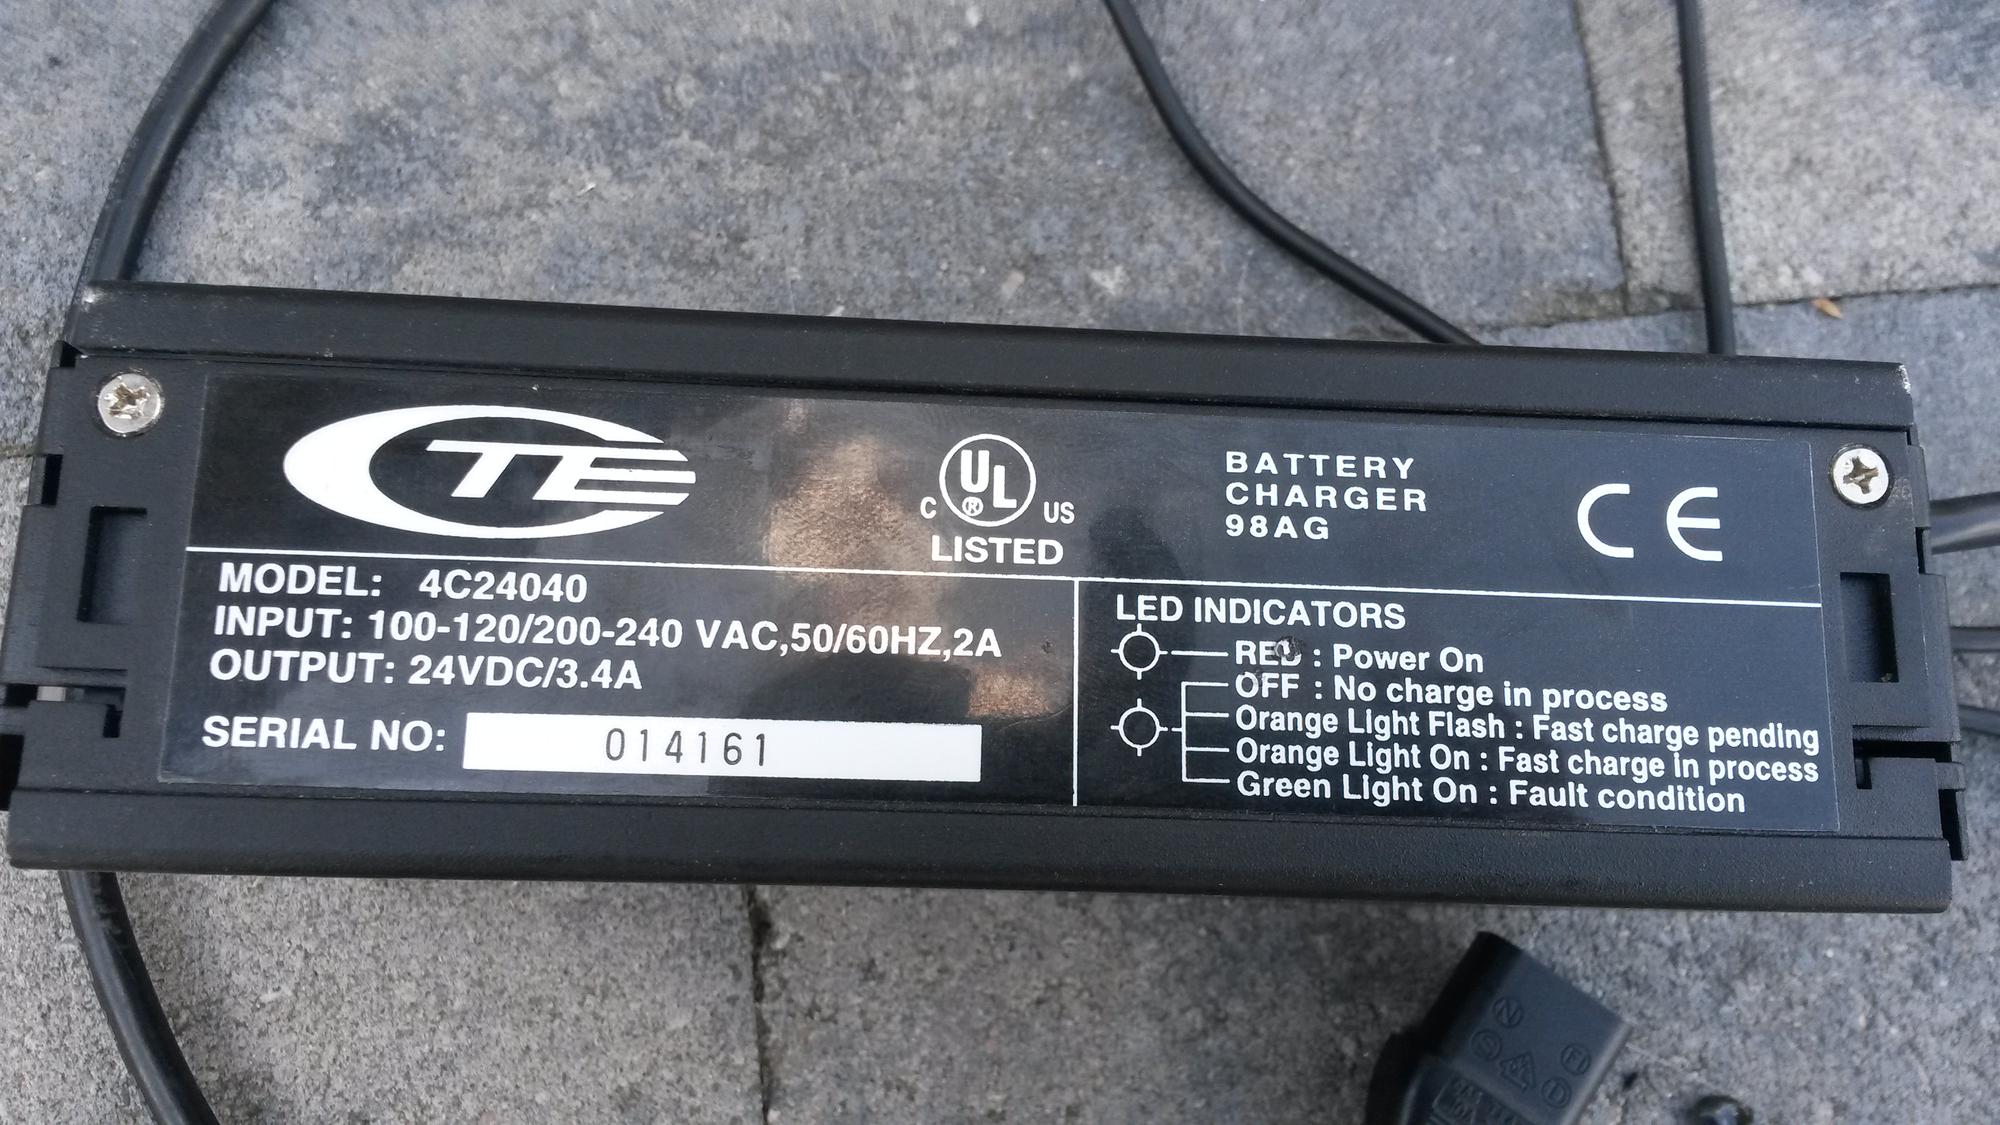 CTE
C UL ® US
LISTED
BATTERY
CHARGER
98AG
CE
MODEL: 4C24040
INPUT: 100-120/200-240 VAC,50/60HZ,2A
OUTPUT: 24VDC/3.4A
SERIAL NO: 014161
LED INDICATORS
RED : Power On
OFF : No charge in process
Orange Light Flash : Fast charge pending
Orange Light On : Fast charge in process
Green Light On : Fault condition